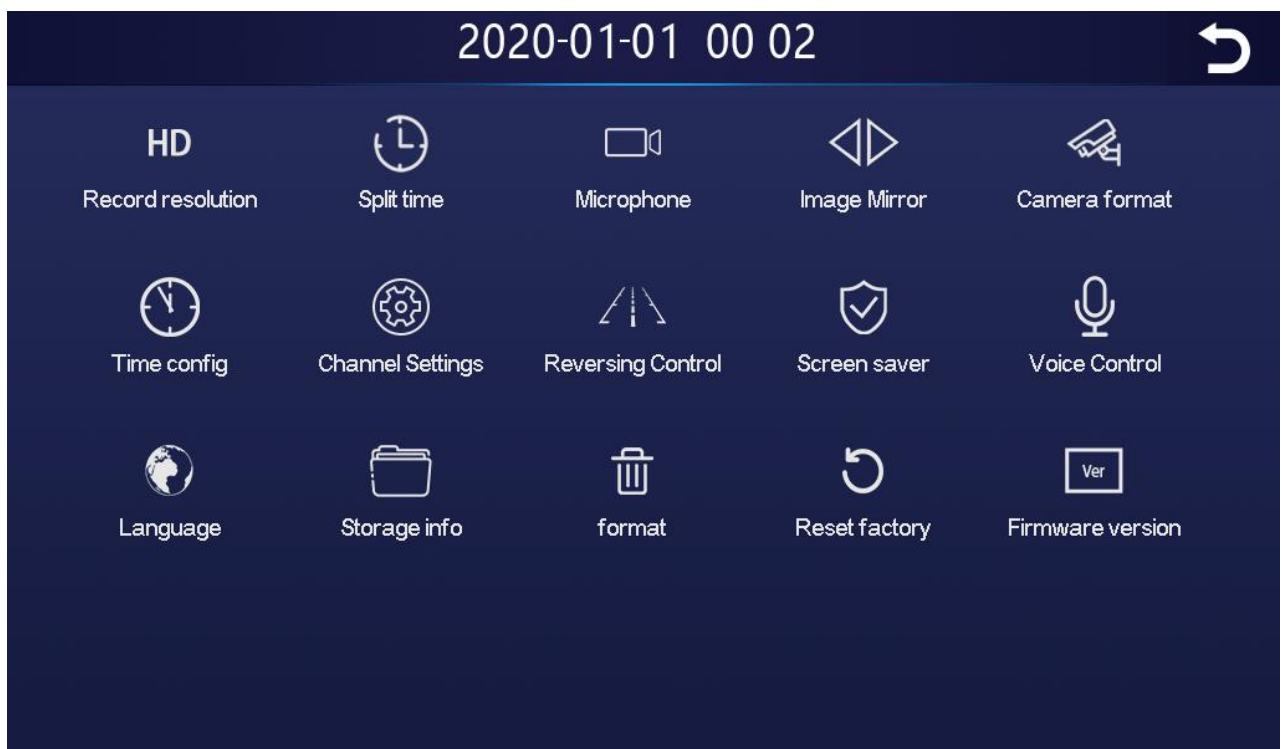 2020-01-01 00 02
HD
Record resolution
Split time
Microphone
Image Mirror
Camera format
Time config
Channel Settings
Reversing Control
Screen saver
Voice Control
Ver
Language
Storage info
format
Reset factory
Firmware version